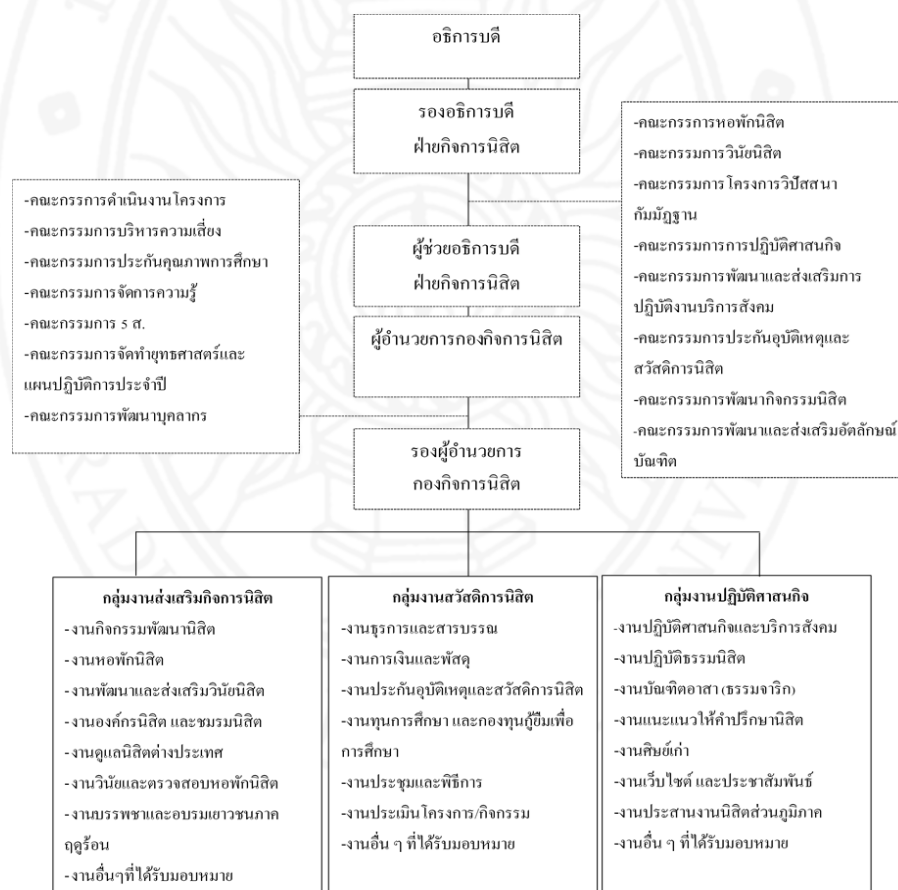 อธิการบดี
รองอธิการบดี
ฝ่ายกิจการนิสิต
-คณะกรรการหอพักนิสิต
-คณะกรรมการวินัยนิสิต
-คณะกรรมการ โครงการวิปัสสนา
กัมมัฏฐาน
-คณะกรรมการการปฏิบัติศาสนกิจ
-คณะกรรมการพัฒนาและส่งเสริมการ
ปฏิบัติงานบริการสังคม
-คณะกรรมการประกันอุบัติเหตุและ
สวัสดิการนิสิต
-คณะกรรมการพัฒนากิจกรรมนิสิต
-คณะกรรมการพัฒนาและส่งเสริมอัตลักษณ์
บัณฑิต
-คณะกรรการดำเนินงานโครงการ
-คณะกรรมการบริหารความเสี่ยง
-คณะกรรมการประกันคุณภาพการศึกษา
-คณะกรรมการจัดการความรู้
-คณะกรรมการ 5 ส.
-คณะกรรมการจัดทำยุทธศาสตร์และ
แผนปฏิบัติการประจำปี
-คณะกรรมการพัฒนาบุคลากร
ผู้ช่วยอธิการบดี
ฝ่ายกิจการนิสิต
ผู้อำนวยการกองกิจการนิสิต
รองผู้อำนวยการ
กองกิจการนิสิต
กลุ่มงานส่งเสริมกิจการนิสิต
-งานกิจกรรมพัฒนานิสิต
-งานหอพักนิสิต
-งานพัฒนาและส่งเสริมวินัยนิสิต
-งานองค์กรนิสิต และชมรมนิสิต
-งานดูแลนิสิตต่างประเทศ
-งานวินัยและตรวจสอบหอพักนิสิต
-งานบรรพชาและอบรมเยาวชนภาค
ฤดูร้อน
-งานอื่นๆที่ได้รับมอบหมาย
กลุ่มงานสวัสดิการนิสิต
-งานธุรการและสารบรรณ
-งานการเงินและพัสดุ
-งานประกันอุบัติเหตุและสวัสดิการนิสิต
-งานทุนการศึกษา และกองทุนกู้ยืมเพื่อ
การศึกษา
-งานประชุมและพิธีการ
-งานประเมินโครงการ/กิจกรรม
-งานอื่น ๆ ที่ได้รับมอบหมาย
กลุ่มงานปฏิบัติศาสนกิจ
-งานปฏิบัติศาสนกิจและบริการสังคม
-งานปฏิบัติธรรมนิสิต
-งานบัณฑิตอาสา (ธรรมจาริก)
-งานแนะแนวให้คำปรึกษานิสิต
-งานศิษย์เก่า
-งานเว็บไซต์ และประชาสัมพันธ์
-งานประสานงานนิสิตส่วนภูมิภาค
-งานอื่น ๆ ที่ได้รับมอบหมาย